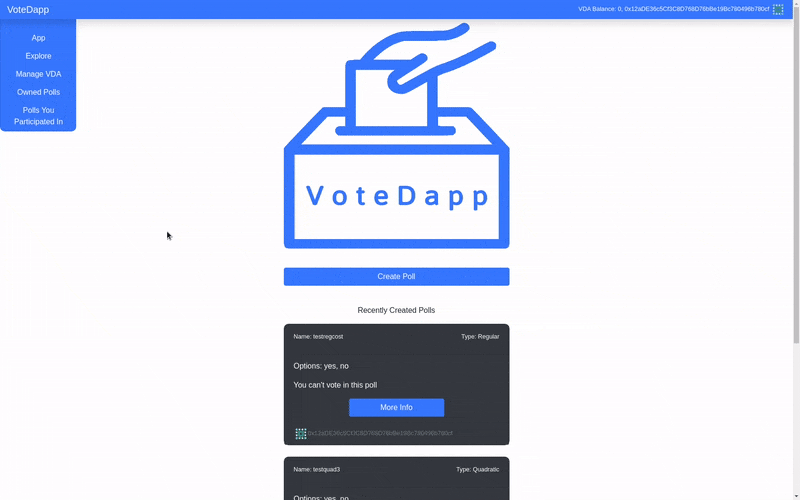 VoteDapp
VDA Balance: 0, 0x12aDE36c5Cf3C8D766D76bBe198c780496b780cf
App
Explore
Manage VDA
Owned Polls
Polls You
Participated In
VoteDapp
Create Poll
Recently Created Polls
Name: testregcost
Type: Regular
Options: yes, no
You can't vote in this poll
More Info
Name: testquad3
Type: Quadratic
Options: yes, no